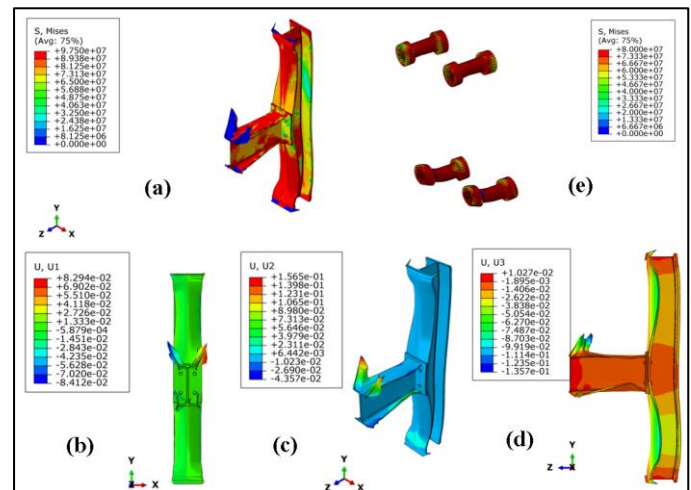 S, Mises
(Avg: 75%)
+9.750e+07
+8.938e+07
+8.125e+07
+7.313e+07
+6.500e+07
+5.688e+07
+4.875e+07
+4.063e+07
+3.250e+07
+2.438e+07
+1.625e+07
+8.125e+06
+0.000e+00
(a)
Y
Z
X
S, Mises
(Avg: 75%)
+8.000e+07
+7.333e+07
+6.667e+07
+6.000e+07
+5.333e+07
+4.667e+07
+4.000e+07
+3.333e+07
+2.667e+07
+2.000e+07
+1.333e+07
+6.667e+06
+0.000e+00
(e)
U, U1
+8.294e-02
+6.902e-02
+5.510e-02
+4.118e-02
+2.726e-02
+1.333e-02
-5.879e-04
-1.451e-02
-2.843e-02
-4.235e-02
-5.628e-02
-7.020e-02
-8.412e-02
(b)
Y
Z
X
U, U2
+1.565e-01
+1.398e-01
+1.231e-01
+1.065e-01
+8.980e-02
+7.313e-02
+5.646e-02
+3.979e-02
+2.311e-02
+6.442e-03
-1.023e-02
-2.690e-02
-4.357e-02
(c)
Y
Z
X
U, U3
+1.027e-02
-1.895e-03
-1.406e-02
-2.622e-02
-3.838e-02
-5.054e-02
-6.270e-02
-7.487e-02
-8.703e-02
-9.919e-02
-1.114e-01
-1.235e-01
-1.357e-01
(d)
Y
Z
X